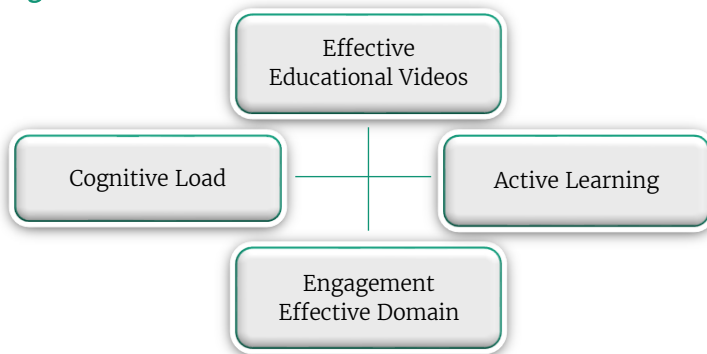 Effective
Educational Videos
Cognitive Load
Active Learning
Engagement
Effective Domain